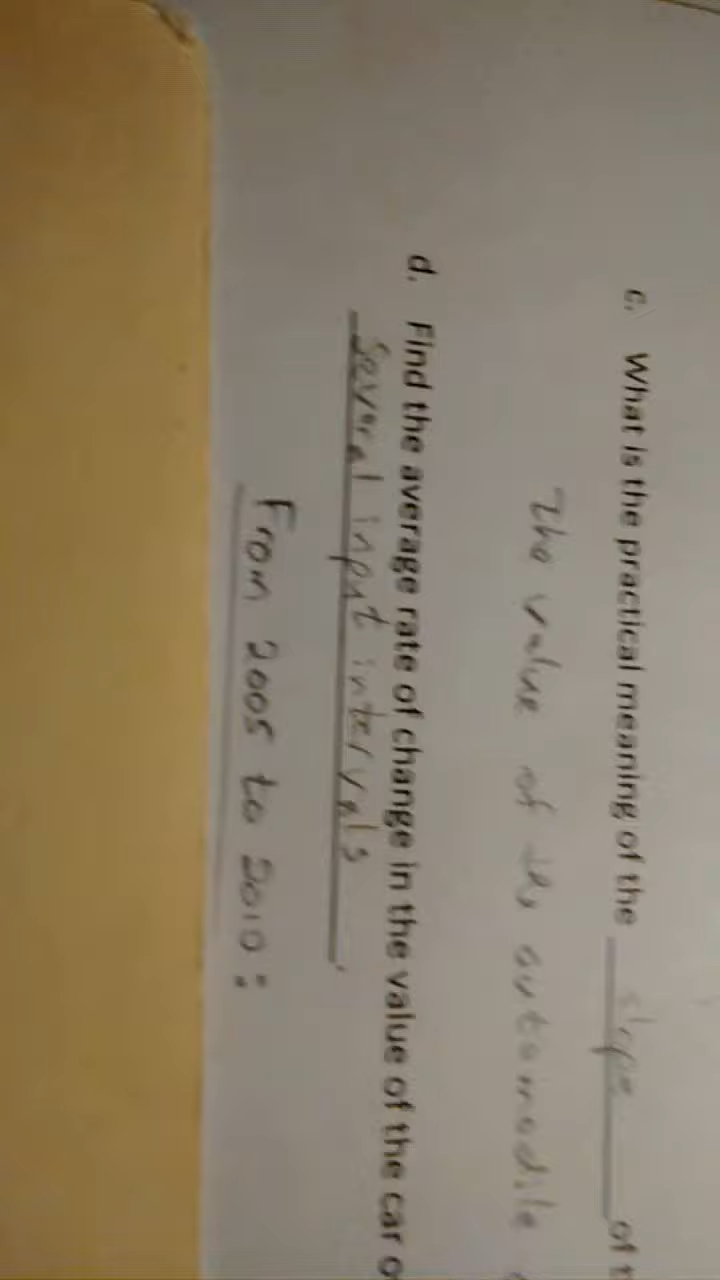 c. What is the practical meaning of the slope of t
The value of the automobile
d. Find the average rate of change in the value of the car o
several input intervals.
From 2005 to 2010: